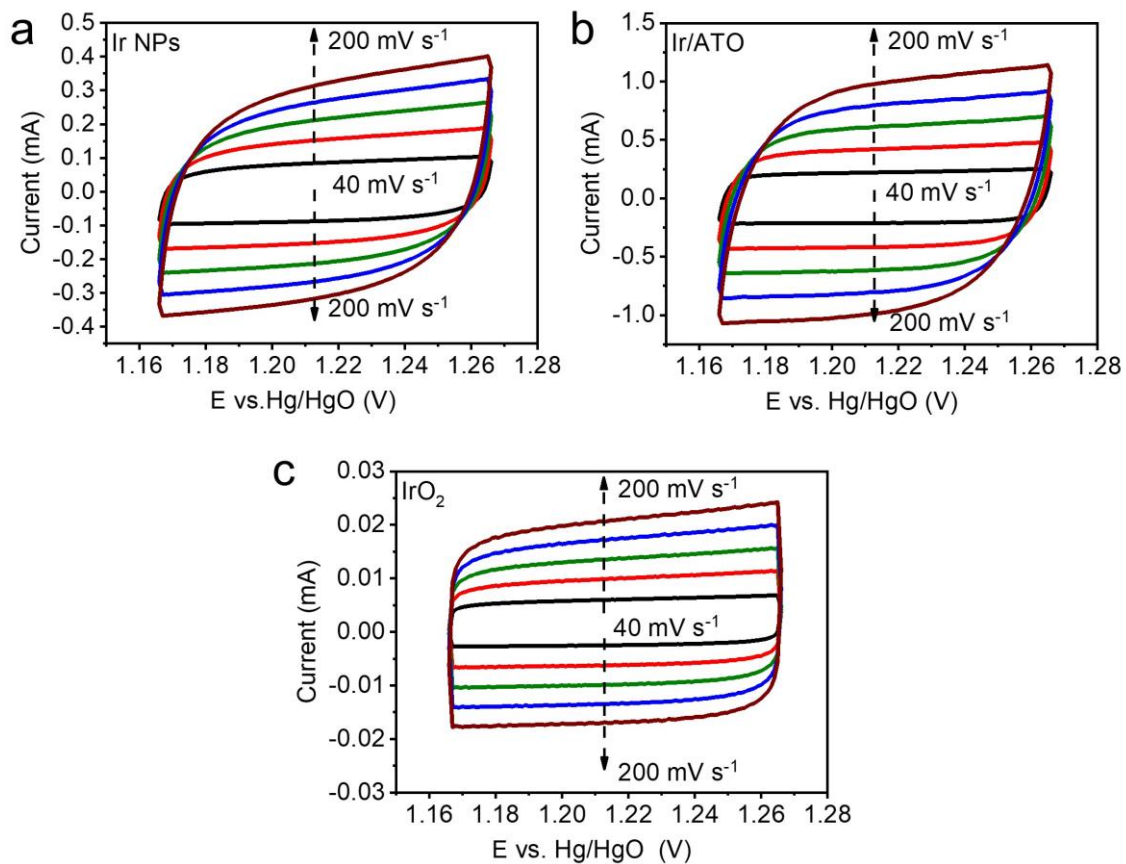 a
Ir NPs
200 mV s⁻¹
40 mV s⁻¹
200 mV s⁻¹
0.5
0.4
0.3
0.2
0.1
0.0
-0.1
-0.2
-0.3
-0.4
Current (mA)
1.16 1.18 1.20 1.22 1.24 1.26 1.28
E vs.Hg/HgO (V)
b
Ir/ATO
200 mV s⁻¹
40 mV s⁻¹
200 mV s⁻¹
1.5
1.0
0.5
0.0
-0.5
-1.0
Current (mA)
1.16 1.18 1.20 1.22 1.24 1.26 1.28
E vs. Hg/HgO (V)
c
IrO₂
200 mV s⁻¹
40 mV s⁻¹
200 mV s⁻¹
0.03
0.02
0.01
0.00
-0.01
-0.02
-0.03
Current (mA)
1.16 1.18 1.20 1.22 1.24 1.26 1.28
E vs. Hg/HgO (V)